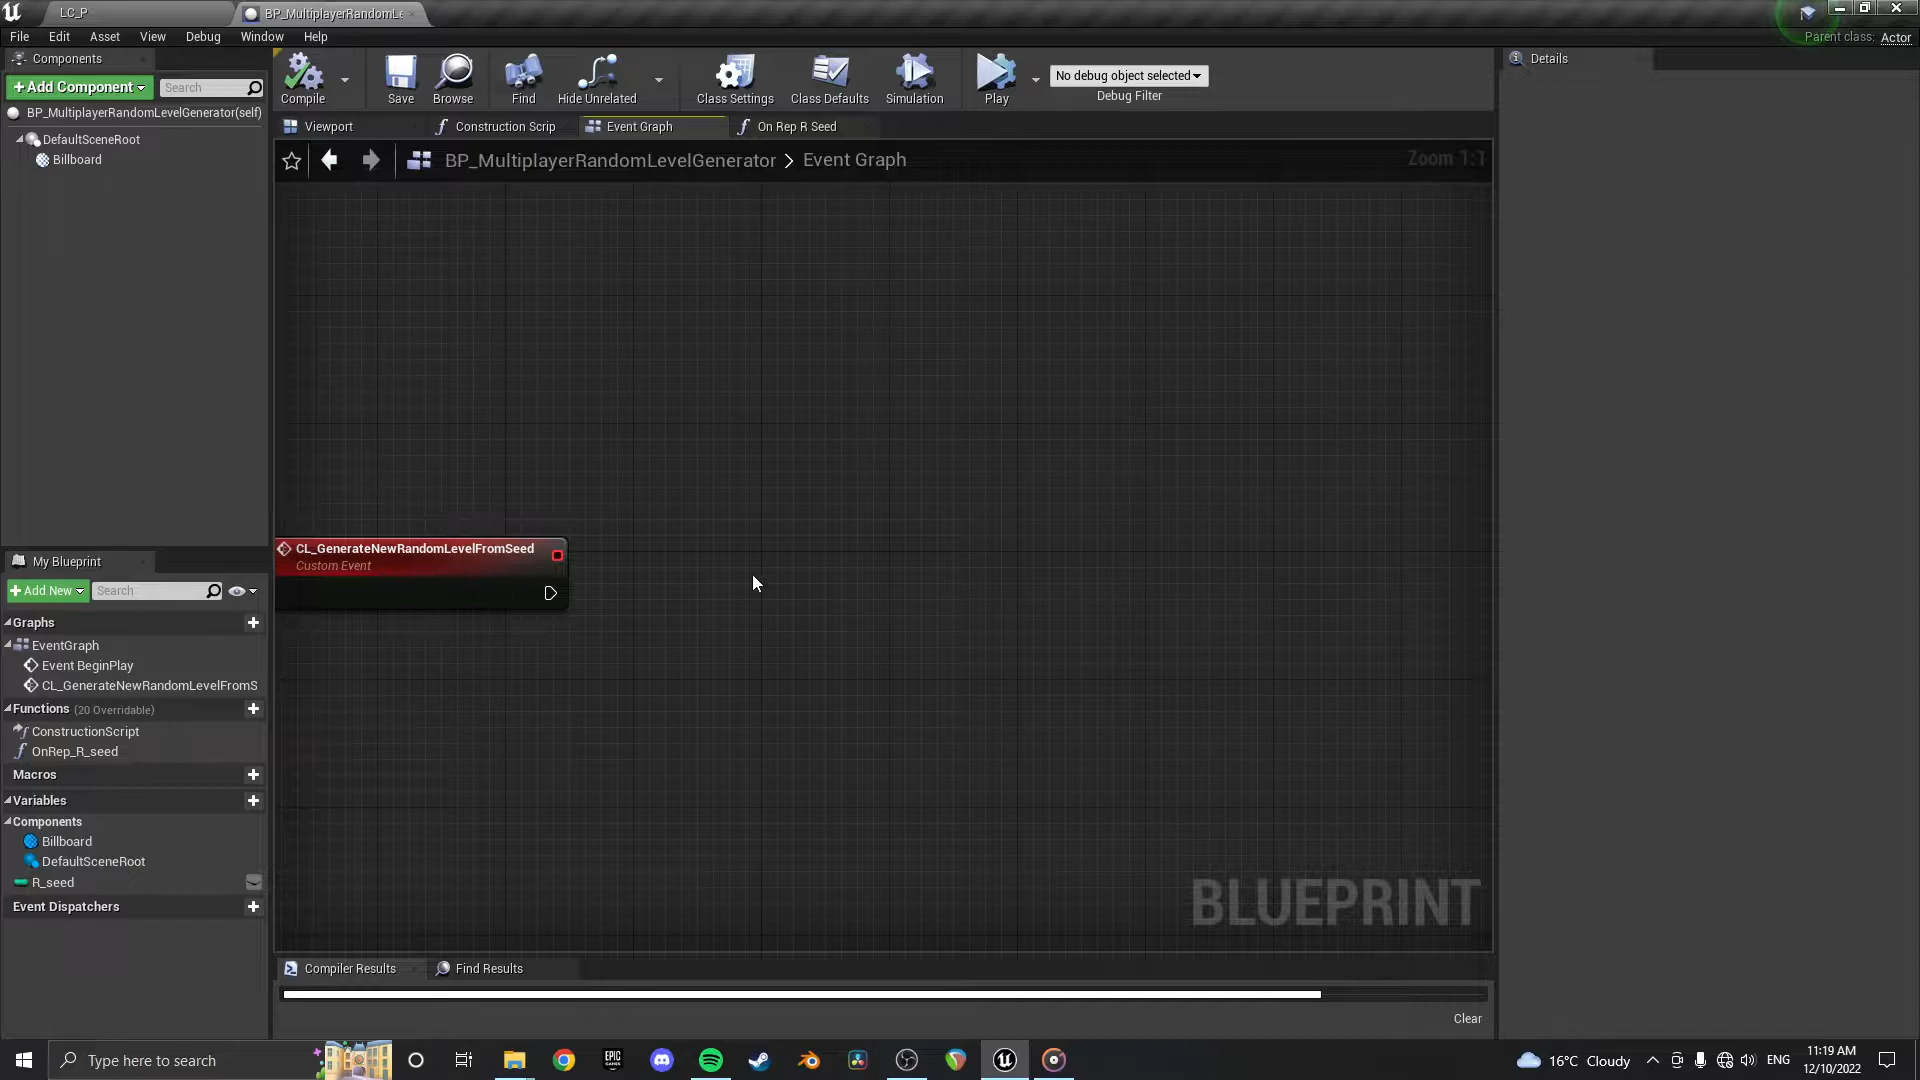 LC_P
BP_MultiplayerRandomLe
File Edit Asset View Debug Window Help
Parent class: Actor
Components
Add Component
Search
BP_MultiplayerRandomLevelGenerator(self)
DefaultSceneRoot
Billboard
Compile
Save
Browse
Find
Hide Unrelated
Class Settings
Class Defaults
Simulation
Play
No debug object selected
Debug Filter
Details
Viewport
Construction Scrip
Event Graph
On Rep R Seed
BP_MultiplayerRandomLevelGenerator > Event Graph
Zoom 1:1
CL_GenerateNewRandomLevelFromSeed
Custom Event
BLUEPRINT
My Blueprint
Add New
Search
Graphs
EventGraph
Event BeginPlay
CL_GenerateNewRandomLevelFromS
Functions (20 Overridable)
ConstructionScript
OnRep_R_seed
Macros
Variables
Components
Billboard
DefaultSceneRoot
R_seed
Event Dispatchers
Compiler Results
Find Results
Clear
Type here to search
EPIC GAMES
16°C Cloudy
ENG
11:19 AM
12/10/2022